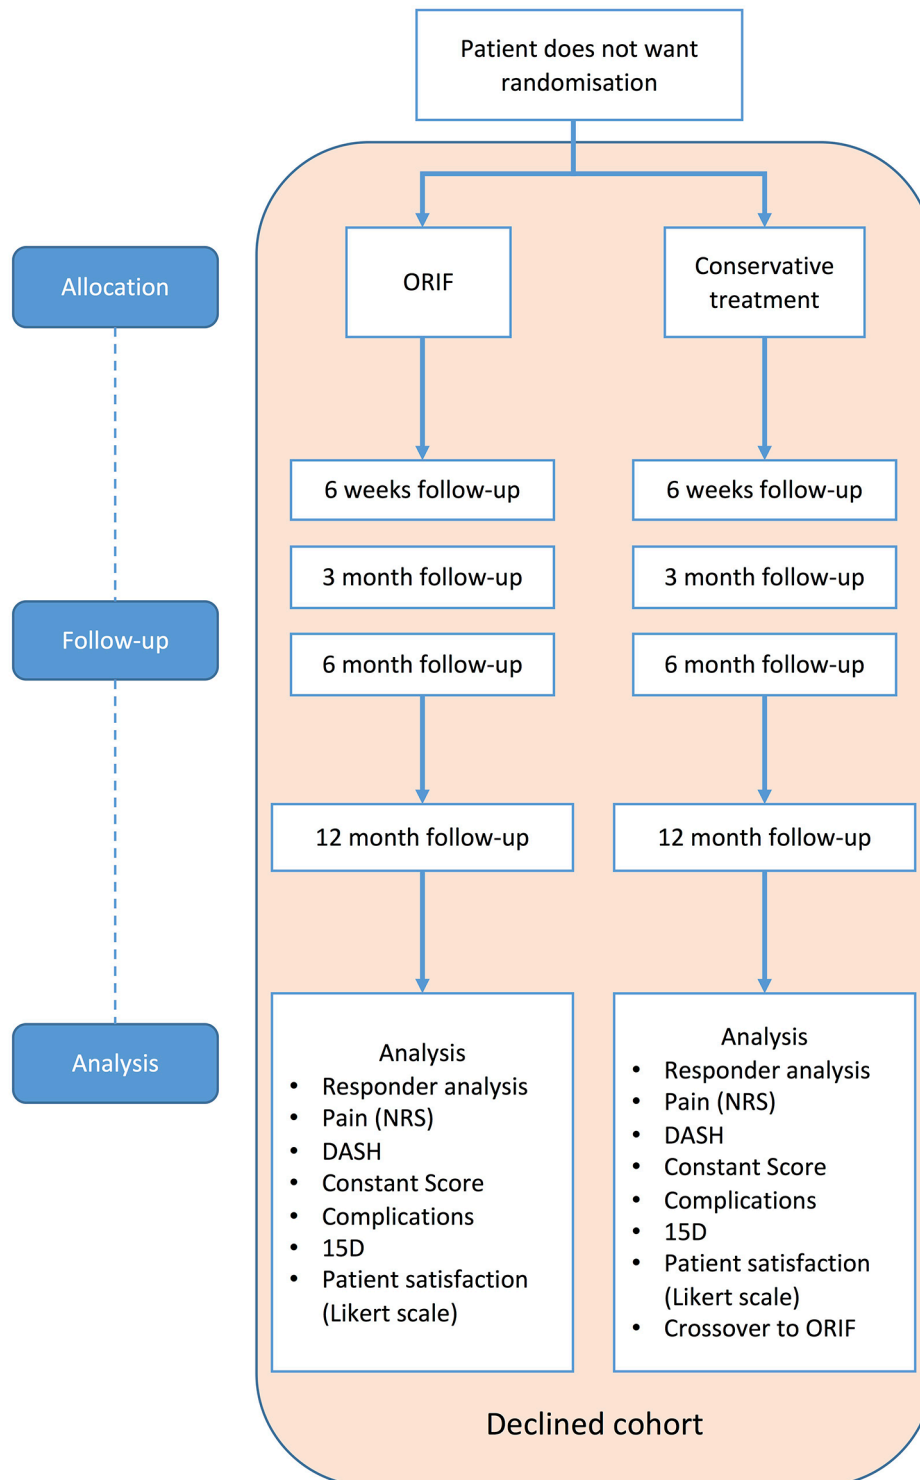 Patient does not want
randomisation
Allocation
ORIF
Conservative
treatment
6 weeks follow-up
6 weeks follow-up
3 month follow-up
3 month follow-up
Follow-up
6 month follow-up
6 month follow-up
12 month follow-up
12 month follow-up
Analysis
Analysis
• Responder analysis
• Pain (NRS)
• DASH
• Constant Score
• Complications
• 15D
• Patient satisfaction
(Likert scale)
Analysis
• Responder analysis
• Pain (NRS)
• DASH
• Constant Score
• Complications
• 15D
• Patient satisfaction
(Likert scale)
• Crossover to ORIF
Declined cohort